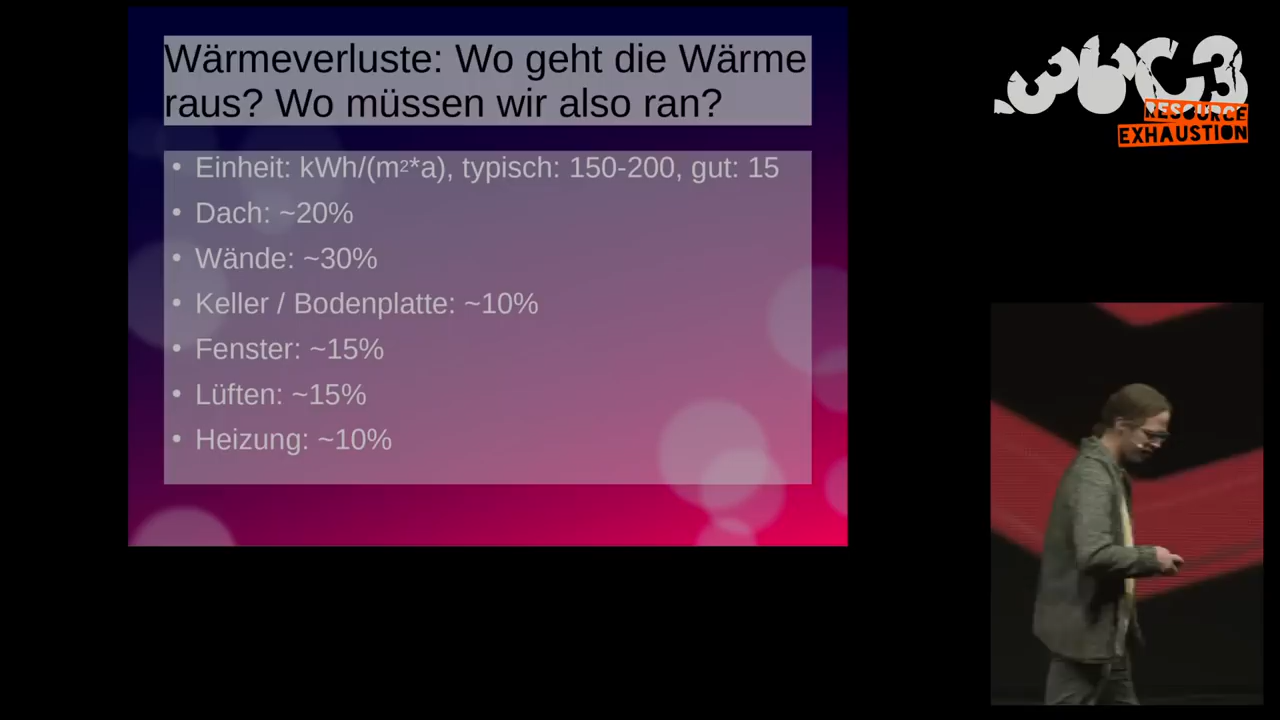 Wärmeverluste: Wo geht die Wärme
raus? Wo müssen wir also ran?
• Einheit: kWh/(m²*a), typisch: 150-200, gut: 15
• Dach: ~20%
• Wände: ~30%
• Keller / Bodenplatte: ~10%
• Fenster: ~15%
• Lüften: ~15%
• Heizung: ~10%
36C3
RESOURCE
EXHAUSTION